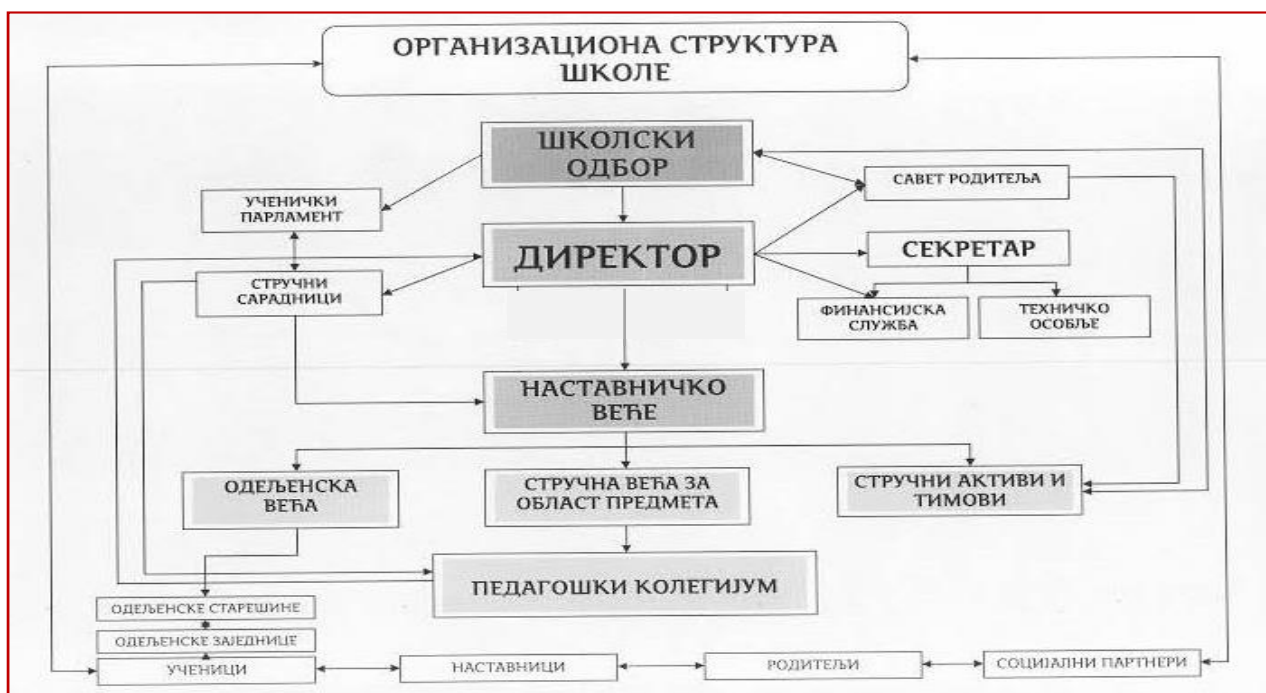 ОРГАНИЗАЦИОНА СТРУКТУРА
ШКОЛЕ
ШКОЛСКИ
ОДБОР
САВЕТ РОДИТЕЉА
УЧЕНИЧКИ
ПАРЛАМЕНТ
ДИРЕКТОР
СЕКРЕТАР
СТРУЧНИ
САРАДНИЦИ
ФИНАНСИЈСКА
СЛУЖБА
ТЕХНИЧКО
ОСОБЉЕ
НАСТАВНИЧКО
ВЕЋЕ
ОДЕЉЕНСКА
ВЕЋА
СТРУЧНА ВЕЋА ЗА
ОБЛАСТ ПРЕДМЕТА
СТРУЧНИ АКТИВИ И
ТИМОВИ
ПЕДАГОШКИ КОЛЕГИЈУМ
ОДЕЉЕНСКЕ СТАРЕШИНЕ
ОДЕЉЕНСКЕ ЗАЈЕДНИЦЕ
УЧЕНИЦИ
НАСТАВНИЦИ
РОДИТЕЉИ
СОЦИЈАЛНИ ПАРТНЕРИ